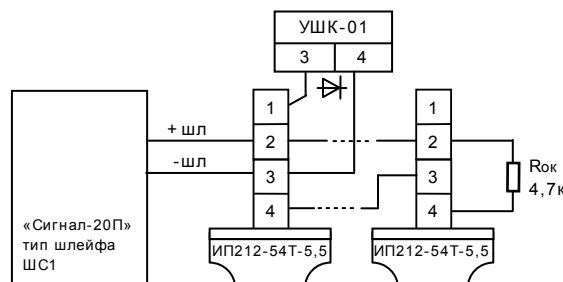 УШК-01
3 4
1
2
3
4
+ шл
-шл
«Сигнал-20П»
тип шлейфа
ШС1
ИП212-54Т-5,5
1
2
3
4
ИП212-54Т-5,5
Rок
4,7к